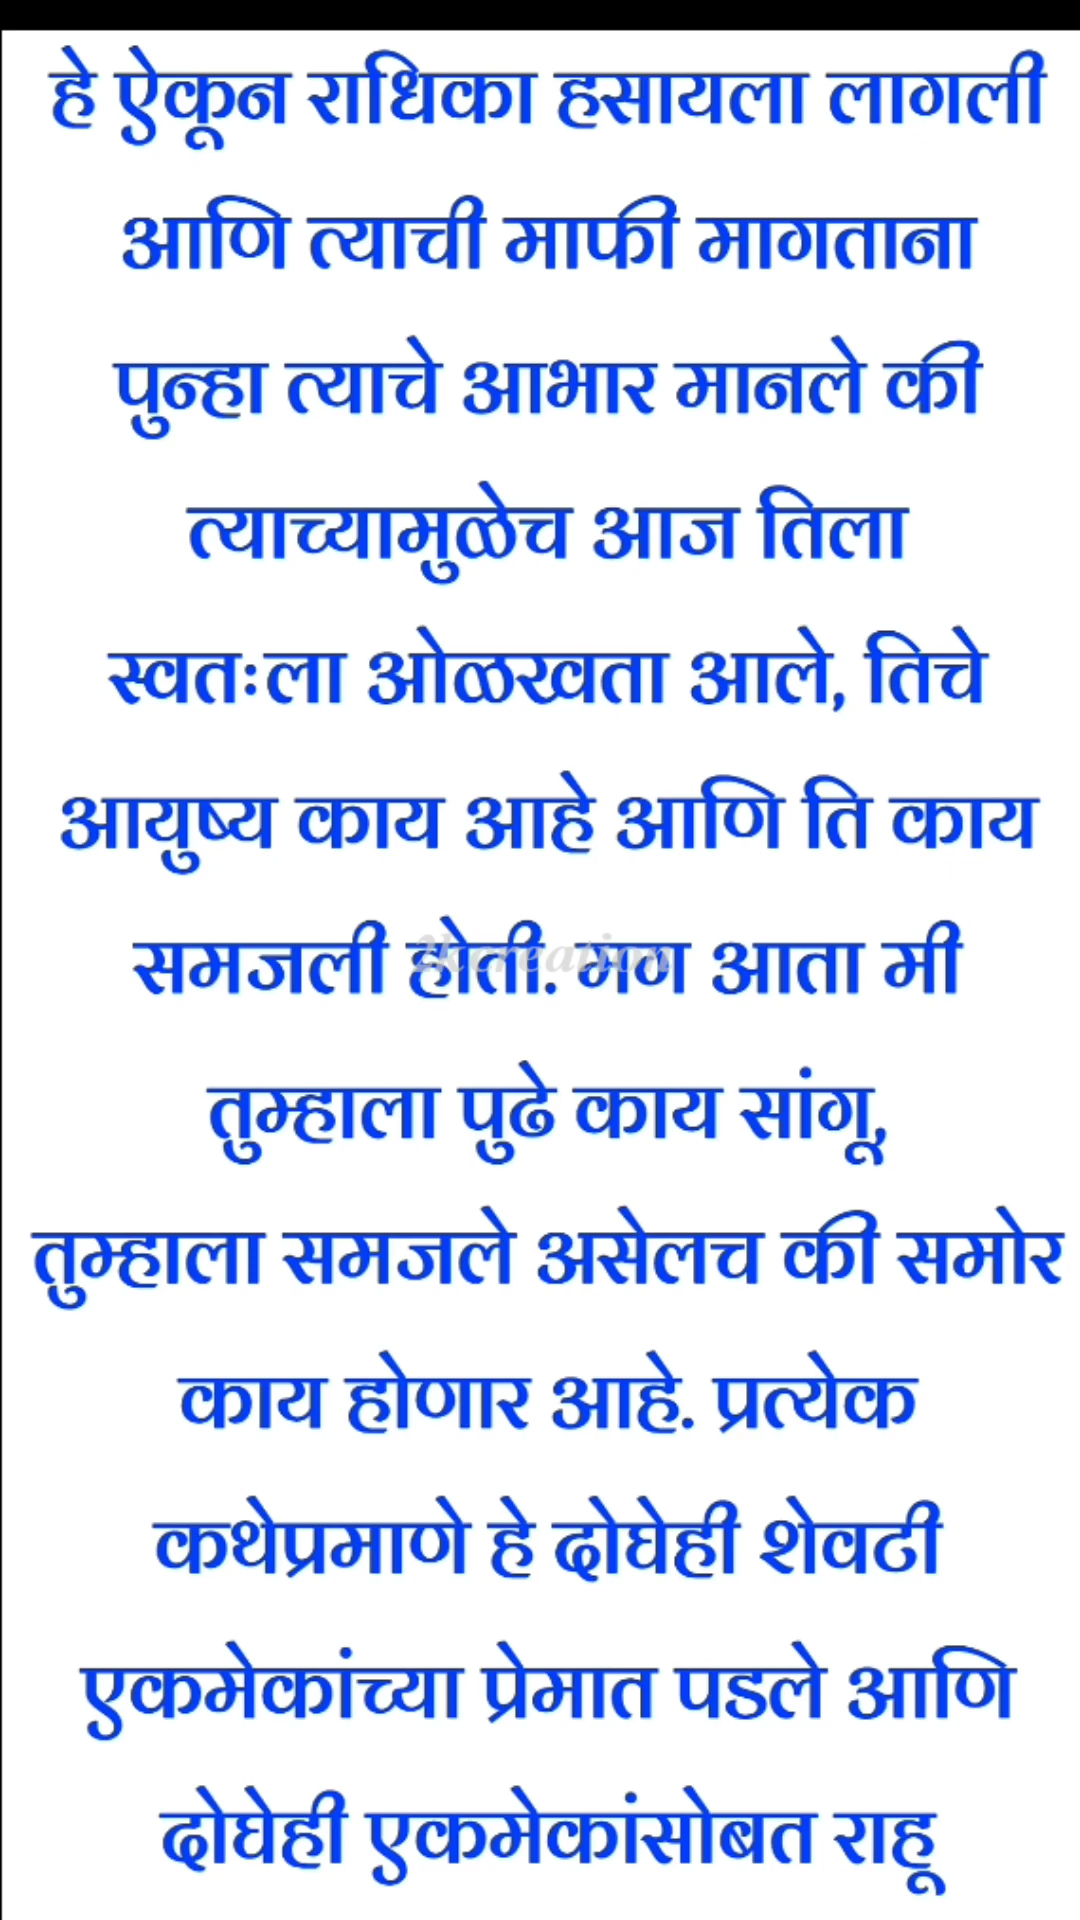 हे ऐकून राधिका हसायला लागली
आणि त्याची माफी मागताना
पुन्हा त्याचे आभार मानले की
त्याच्यामुळेच आज तिला
स्वतःला ओळखता आले, तिचे
आयुष्य काय आहे आणि ति काय
समजली होती. मग आता मी
2kcreation
तुम्हाला पुढे काय सांगू,
तुम्हाला समजले असेलच की समोर
काय होणार आहे. प्रत्येक
कथेप्रमाणे हे दोघेही शेवटी
एकमेकांच्या प्रेमात पडले आणि
दोघेही एकमेकांसोबत राहू